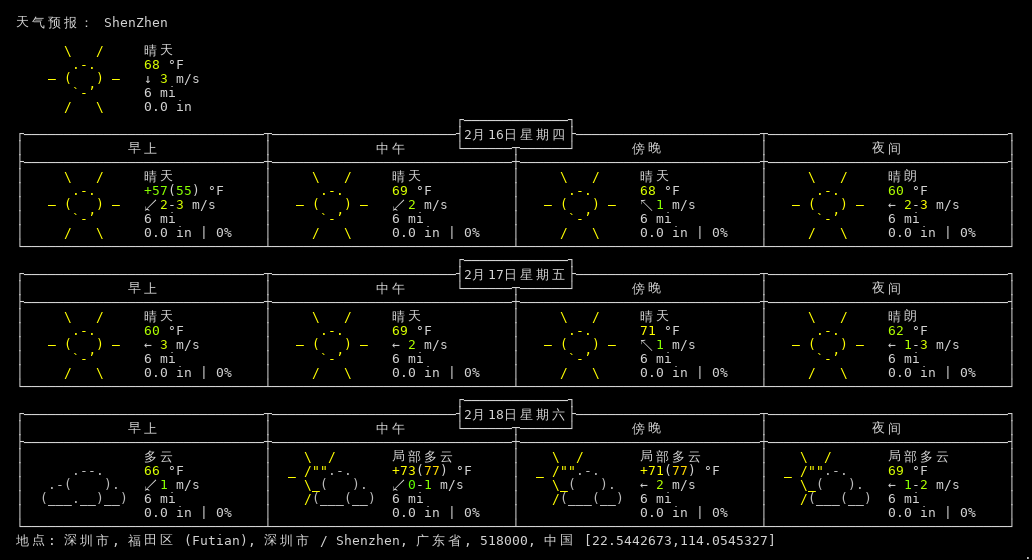 天气预报： ShenZhen
晴天
68 °F
↓ 3 m/s
6 mi
0.0 in
2月16日星期四
早上 中午 傍晚 夜间
晴天 晴天 晴天 晴朗
+57(55) °F 69 °F 68 °F 60 °F
↙ 2-3 m/s ↙ 2 m/s ↖ 1 m/s ← 2-3 m/s
6 mi 6 mi 6 mi 6 mi
0.0 in | 0% 0.0 in | 0% 0.0 in | 0% 0.0 in | 0%
2月17日星期五
早上 中午 傍晚 夜间
晴天 晴天 晴天 晴朗
60 °F 69 °F 71 °F 62 °F
← 3 m/s ← 2 m/s ↖ 1 m/s ← 1-3 m/s
6 mi 6 mi 6 mi 6 mi
0.0 in | 0% 0.0 in | 0% 0.0 in | 0% 0.0 in | 0%
2月18日星期六
早上 中午 傍晚 夜间
多云 局部多云 局部多云 局部多云
66 °F +73(77) °F +71(77) °F 69 °F
↙ 1 m/s ↙ 0-1 m/s ← 2 m/s ← 1-2 m/s
6 mi 6 mi 6 mi 6 mi
0.0 in | 0% 0.0 in | 0% 0.0 in | 0% 0.0 in | 0%
地点: 深圳市, 福田区 (Futian), 深圳市 / Shenzhen, 广东省, 518000, 中国 [22.5442673,114.0545327]